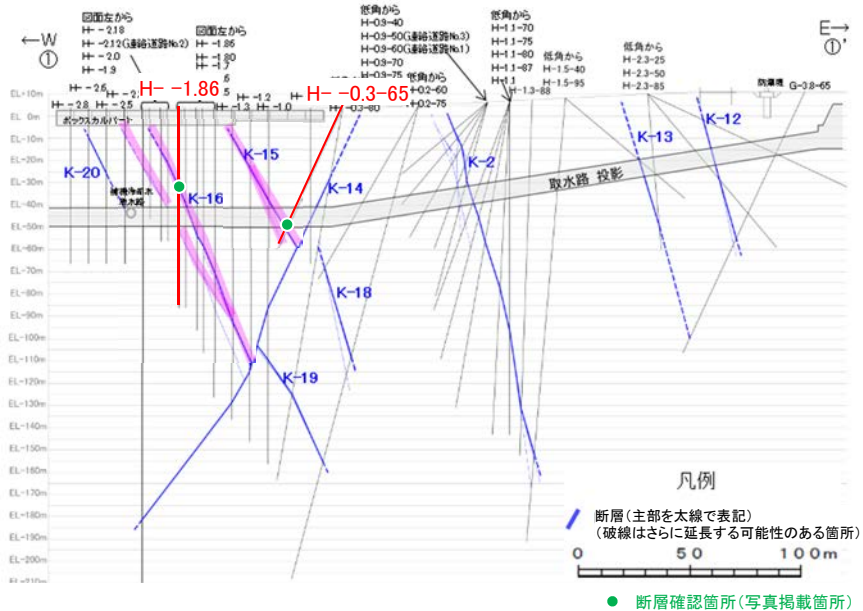 ←W
①
E→
①'
図面左から
H- -2.18
H- -2.12(連絡道路No.2)
H- -2.0
H- -1.9
図面左から
H- -1.86
H- -1.80
H- -1.7
低角から
H-0.9-40
H-0.9-50(連絡道路No.3)
H-0.9-60(連絡道路No.1)
H-0.9-70
H-0.9-75
低角から
H-1.1-70
H-1.1-75
H-1.1-80
H-1.1-87
H-1.1
H-1.3-88
低角から
H-1.5-40
H-1.5-95
低角から
H-2.3-25
H-2.3-50
H-2.3-85
防潮堤
G-0.8-65
H- -1.86
H- -0.3-65
H- -2.6
H- -2.8
H- -2.5
H- -1.2
H- -1.3
H- -1.0
-0.3-80
低角から
-0.2-60
-0.2-75
ボックスカルバート
EL+10m
EL 0m
EL-10m
EL-20m
EL-30m
EL-40m
EL-50m
EL-60m
EL-70m
EL-80m
EL-90m
EL-100m
EL-110m
EL-120m
EL-130m
EL-140m
EL-150m
EL-160m
EL-170m
EL-180m
EL-190m
EL-200m
EL-210m
K-20
K-16
K-15
K-14
K-18
K-19
K-2
K-13
K-12
取水路 投影
凡例
断層(主部を太線で表記)
(破線はさらに延長する可能性のある箇所)
0 50 100m
● 断層確認箇所(写真掲載箇所)